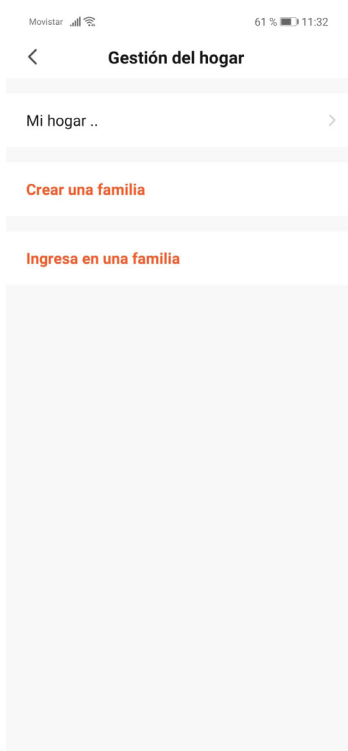 Movistar 61 % 11:32
Gestión del hogar
Mi hogar ..
Crear una familia
Ingresa en una familia